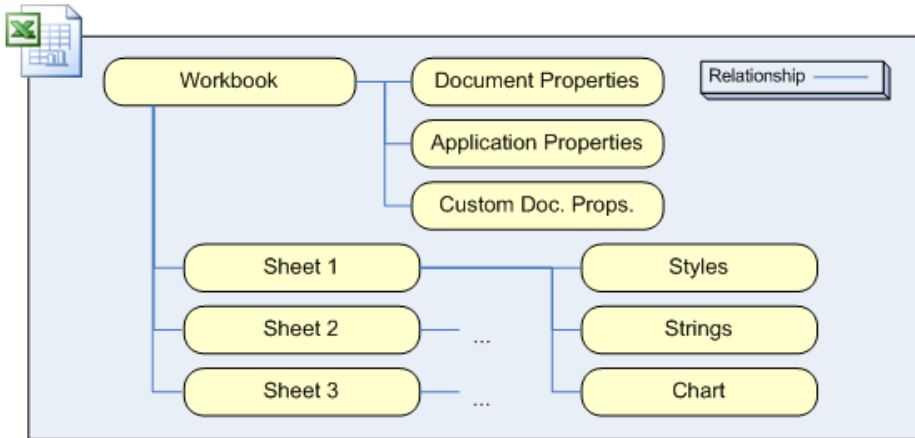 Workbook
Document Properties
Relationship
Application Properties
Custom Doc. Props.
Sheet 1
Styles
Sheet 2
...
Strings
Sheet 3
...
Chart